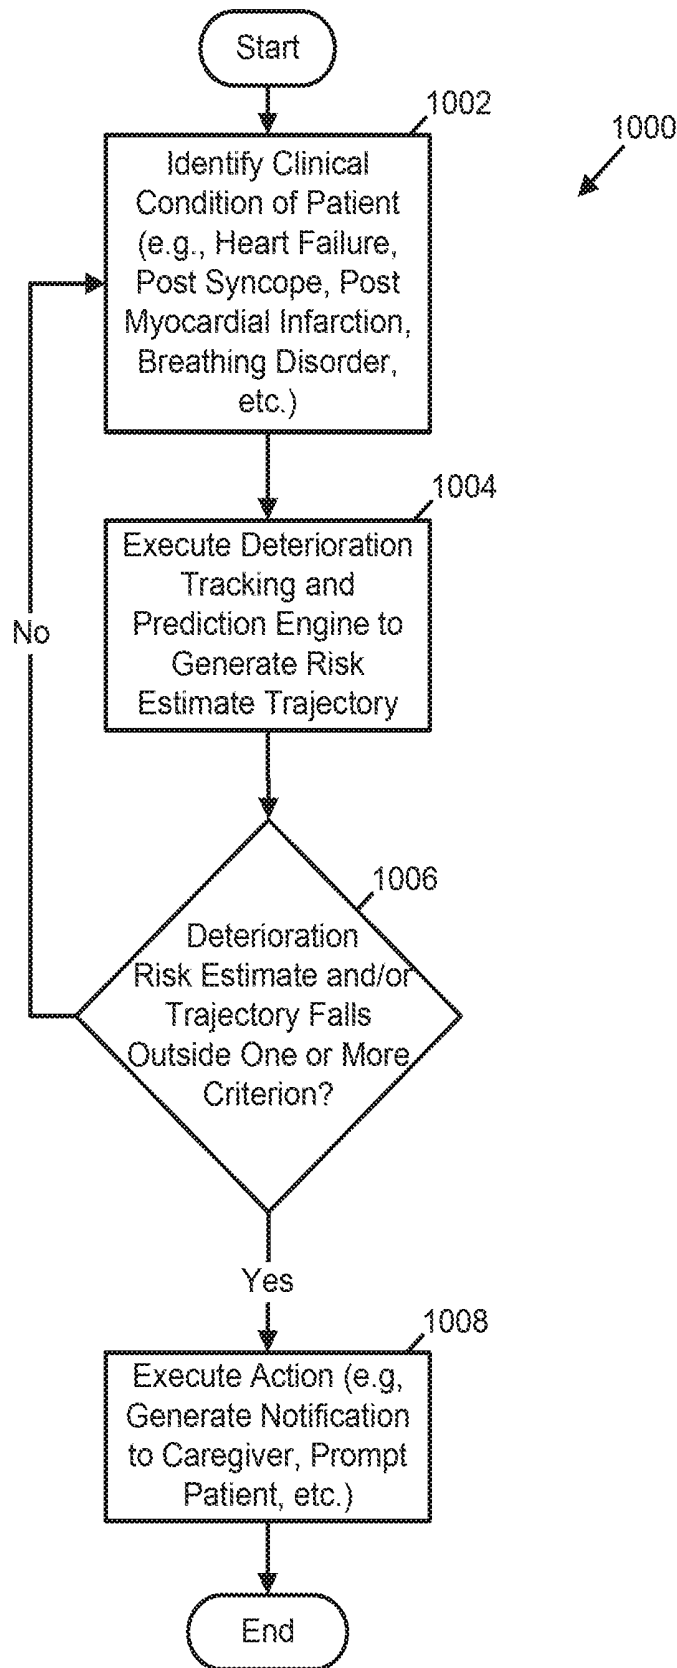 Start
1002
1000
Identify Clinical
Condition of Patient
(e.g., Heart Failure,
Post Syncope, Post
Myocardial Infarction,
Breathing Disorder,
etc.)
1004
Execute Deterioration
Tracking and
Prediction Engine to
Generate Risk
Estimate Trajectory
No
1006
Deterioration
Risk Estimate and/or
Trajectory Falls
Outside One or More
Criterion?
Yes
1008
Execute Action (e.g,
Generate Notification
to Caregiver, Prompt
Patient, etc.)
End